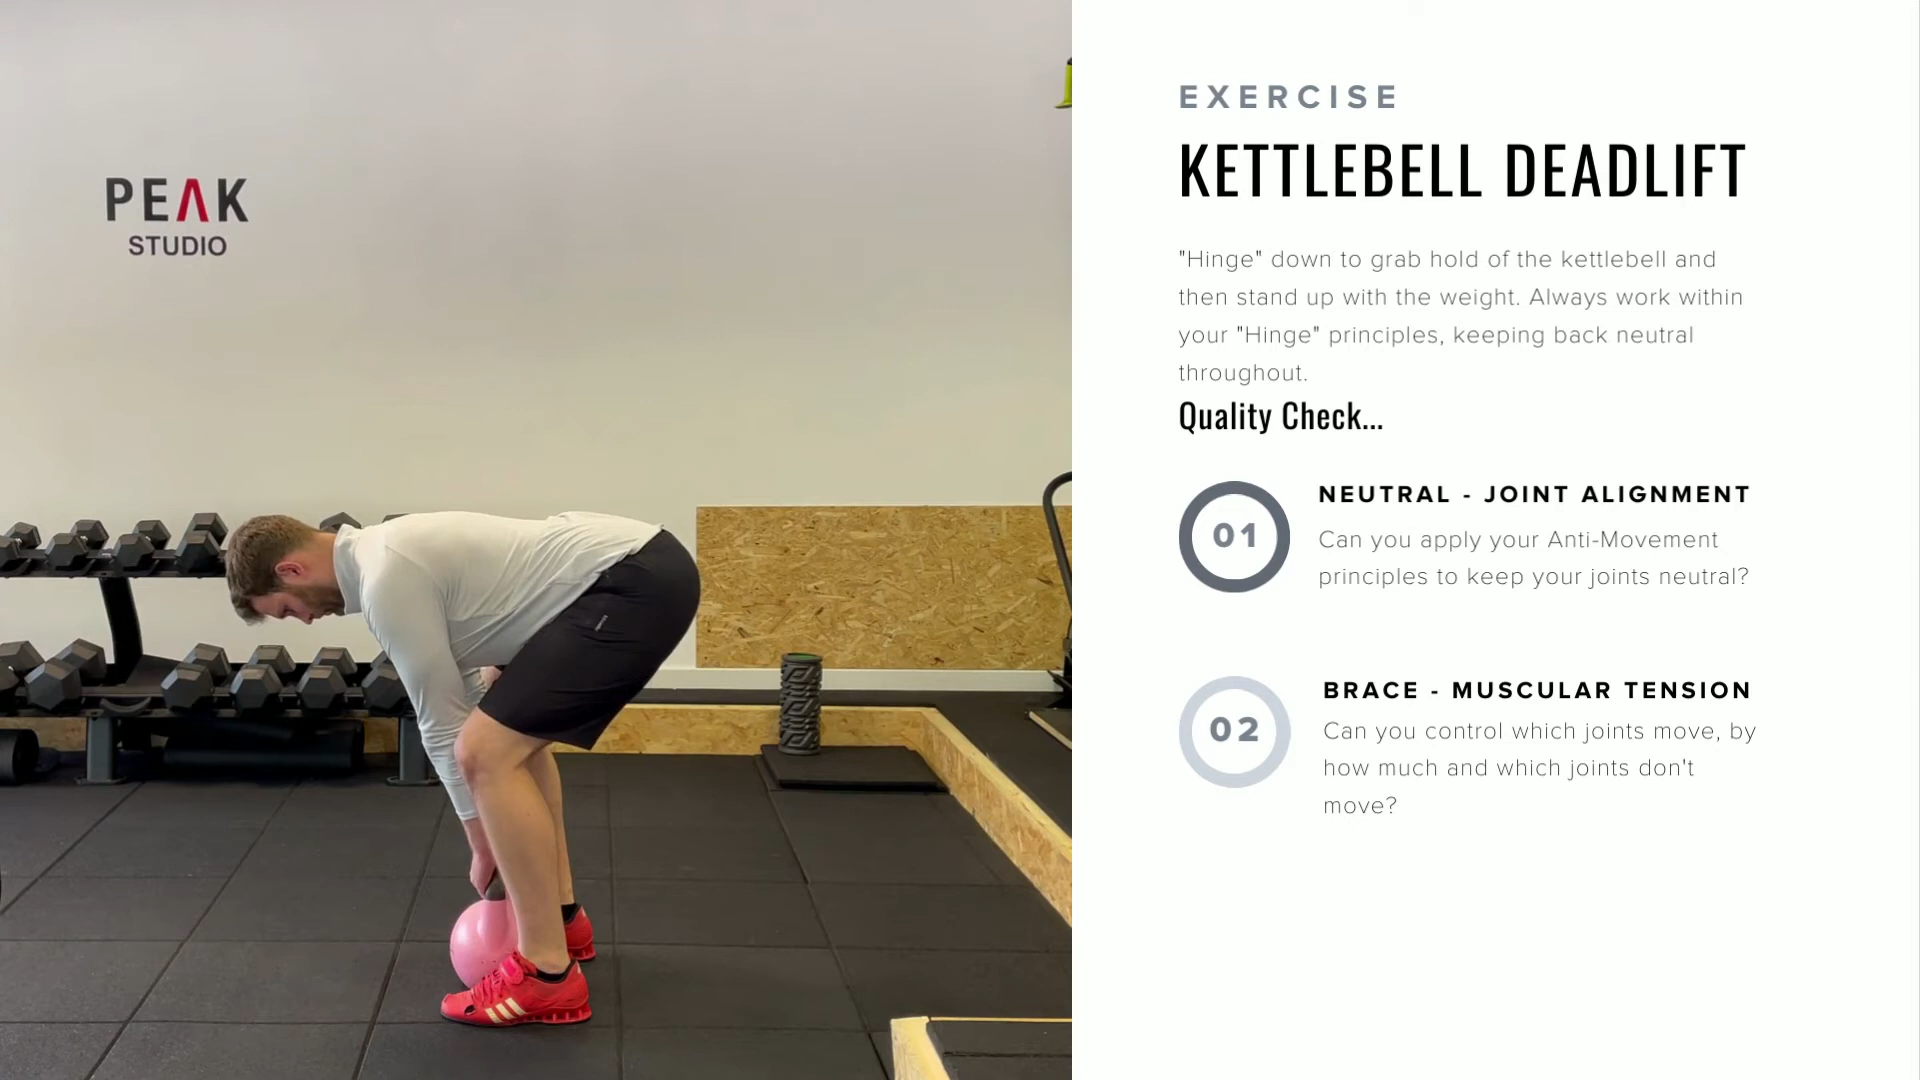 PEAK
STUDIO
EXERCISE
KETTLEBELL DEADLIFT
"Hinge" down to grab hold of the kettlebell and
then stand up with the weight. Always work within
your "Hinge" principles, keeping back neutral
throughout.
Quality Check...
01
NEUTRAL - JOINT ALIGNMENT
Can you apply your Anti-Movement
principles to keep your joints neutral?
02
BRACE - MUSCULAR TENSION
Can you control which joints move, by
how much and which joints don't
move?